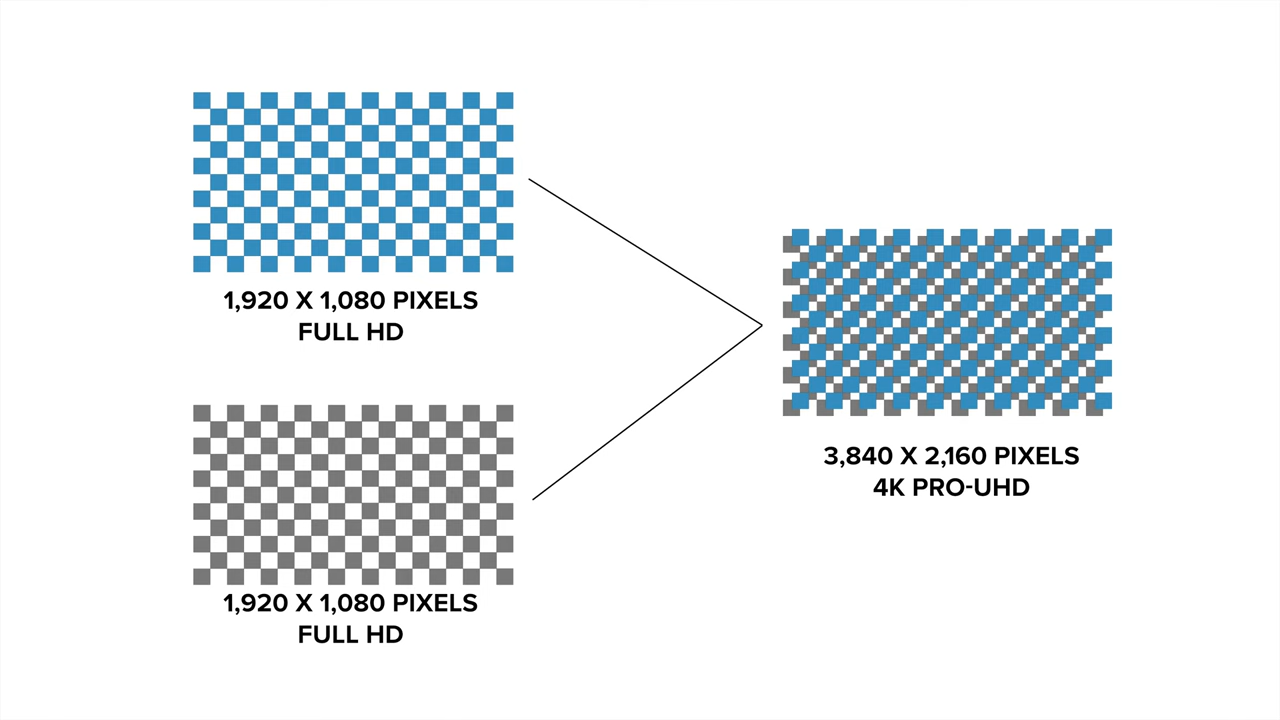 1,920 X 1,080 PIXELS
FULL HD
1,920 X 1,080 PIXELS
FULL HD
3,840 X 2,160 PIXELS
4K PRO-UHD